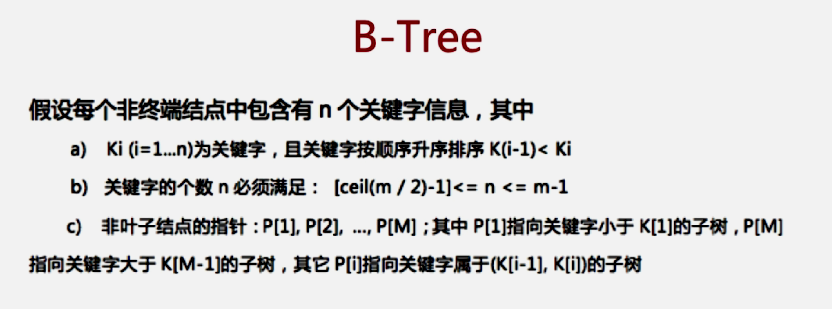 B-Tree
假设每个非终端结点中包含有 n 个关键字信息，其中
a) Ki (i=1...n)为关键字，且关键字按顺序升序排序 K(i-1)< Ki
b) 关键字的个数 n 必须满足： [ceil(m / 2)-1]<= n <= m-1
c) 非叶子结点的指针：P[1], P[2], ..., P[M]；其中 P[1]指向关键字小于 K[1]的子树，P[M]
指向关键字大于 K[M-1]的子树，其它 P[i]指向关键字属于(K[i-1], K[i])的子树